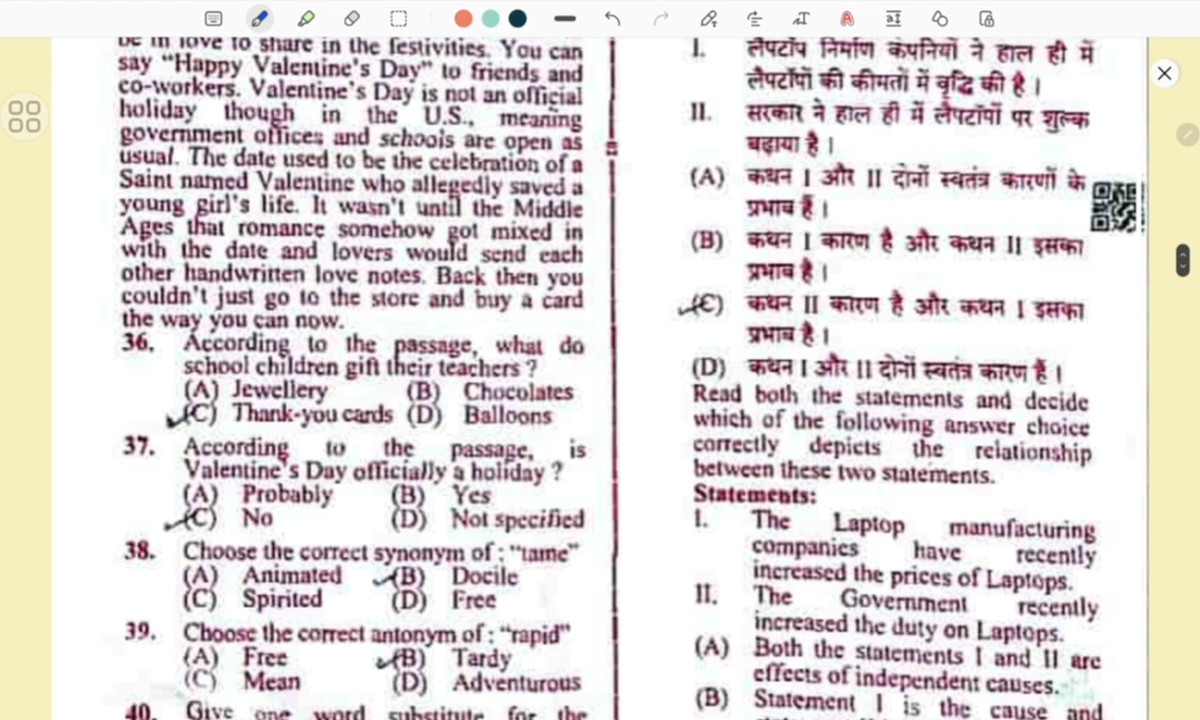 be in love to share in the festivities. You can
say “Happy Valentine's Day” to friends and
co-workers. Valentine's Day is not an official
holiday though in the U.S., meaning
government offices and schools are open as
usual. The date used to be the celebration of a
Saint named Valentine who allegedly saved a
young girl's life. It wasn't until the Middle
Ages that romance somehow got mixed in
with the date and lovers would send each
other handwritten love notes. Back then you
couldn't just go to the store and buy a card
the way you can now.
36. According to the passage, what do
school children gift their teachers ?
(A) Jewellery (B) Chocolates
(C) Thank-you cards (D) Balloons
37. According to the passage, is
Valentine's Day officially a holiday ?
(A) Probably (B) Yes
(C) No (D) Not specified
38. Choose the correct synonym of : “tame”
(A) Animated (B) Docile
(C) Spirited (D) Free
39. Choose the correct antonym of : “rapid”
(A) Free (B) Tardy
(C) Mean (D) Adventurous
40. Give one word substitute for the
I. लैपटॉप निर्माण कंपनियों ने हाल ही में
लैपटॉपों की कीमतों में वृद्धि की है ।
II. सरकार ने हाल ही में लैपटॉपों पर शुल्क
बढ़ाया है ।
(A) कथन I और II दोनों स्वतंत्र कारणों के
प्रभाव हैं ।
(B) कथन I कारण है और कथन II इसका
प्रभाव है ।
(C) कथन II कारण है और कथन I इसका
प्रभाव है ।
(D) कथन I और II दोनों स्वतंत्र कारण हैं ।
Read both the statements and decide
which of the following answer choice
correctly depicts the relationship
between these two statements.
Statements:
I. The Laptop manufacturing
companies have recently
increased the prices of Laptops.
II. The Government recently
increased the duty on Laptops.
(A) Both the statements I and II are
effects of independent causes.
(B) Statement I is the cause and